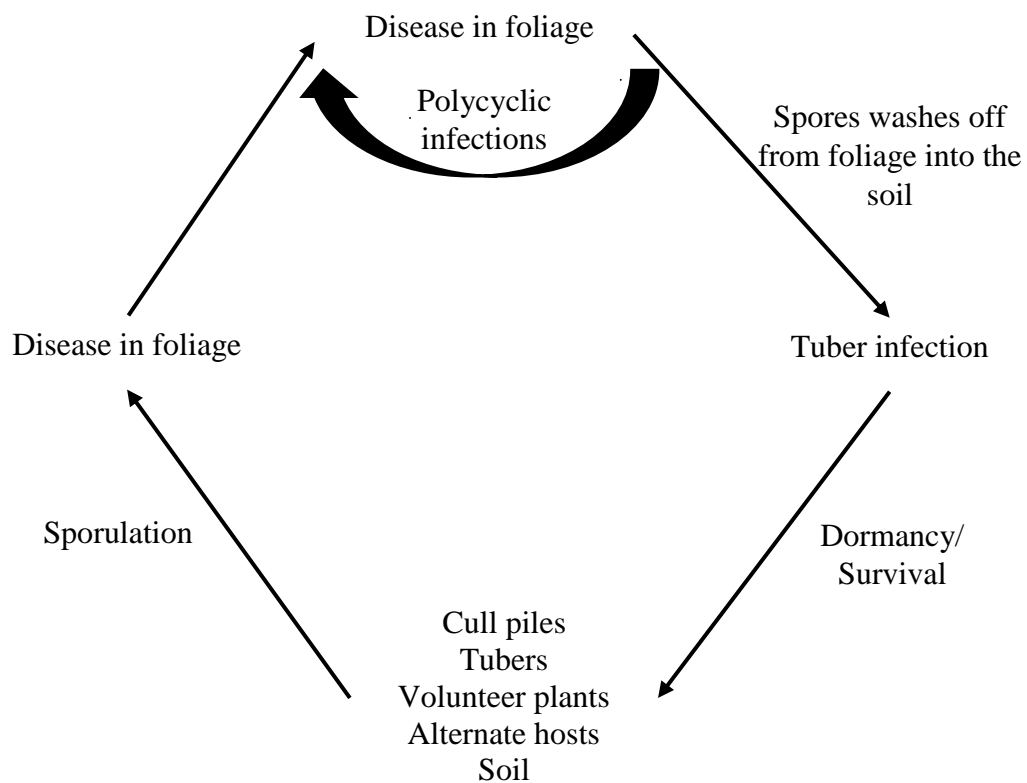 Disease in foliage
Polycyclic
infections
Spores washes off
from foliage into the
soil
Disease in foliage
Tuber infection
Sporulation
Dormancy/
Survival
Cull piles
Tubers
Volunteer plants
Alternate hosts
Soil